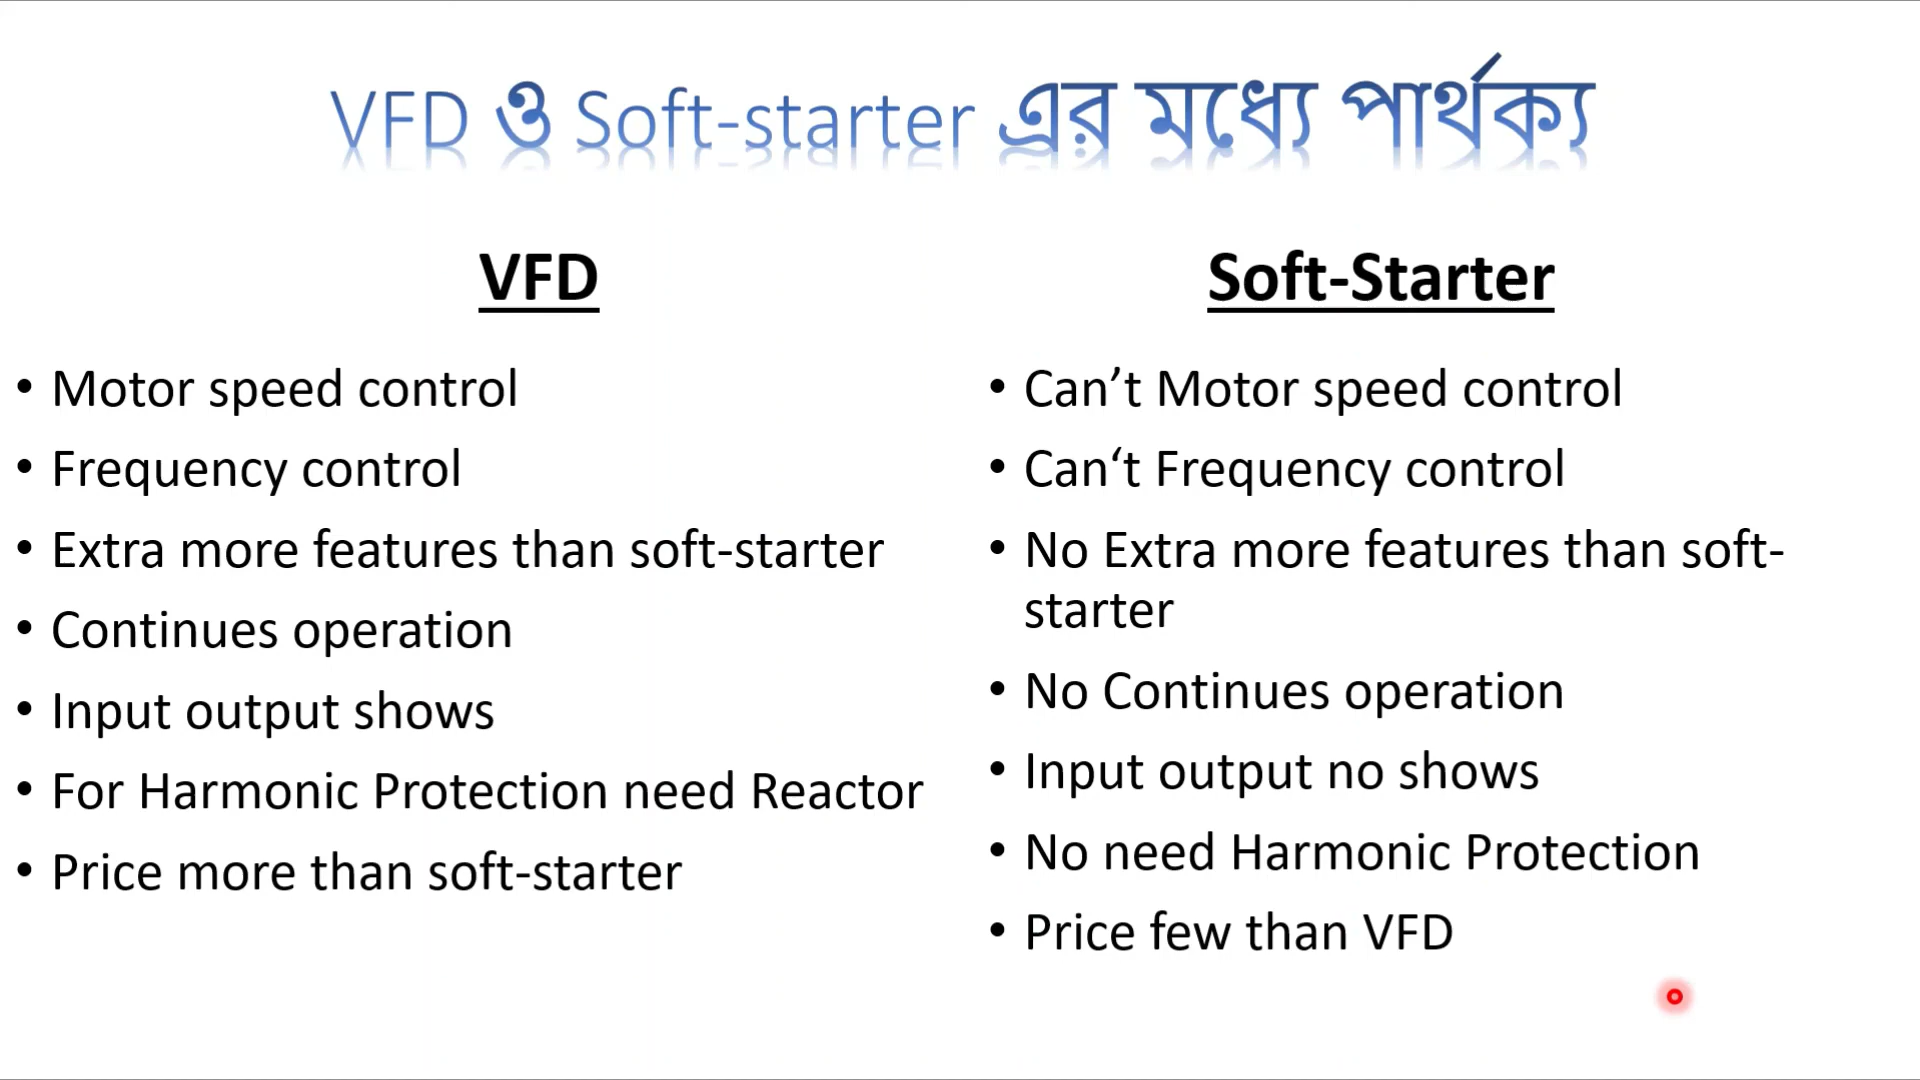 VFD ও Soft-starter এর মধ্যে পার্থক্য
VFD
• Motor speed control
• Frequency control
• Extra more features than soft-starter
• Continues operation
• Input output shows
• For Harmonic Protection need Reactor
• Price more than soft-starter
Soft-Starter
• Can’t Motor speed control
• Can‘t Frequency control
• No Extra more features than soft-
starter
• No Continues operation
• Input output no shows
• No need Harmonic Protection
• Price few than VFD